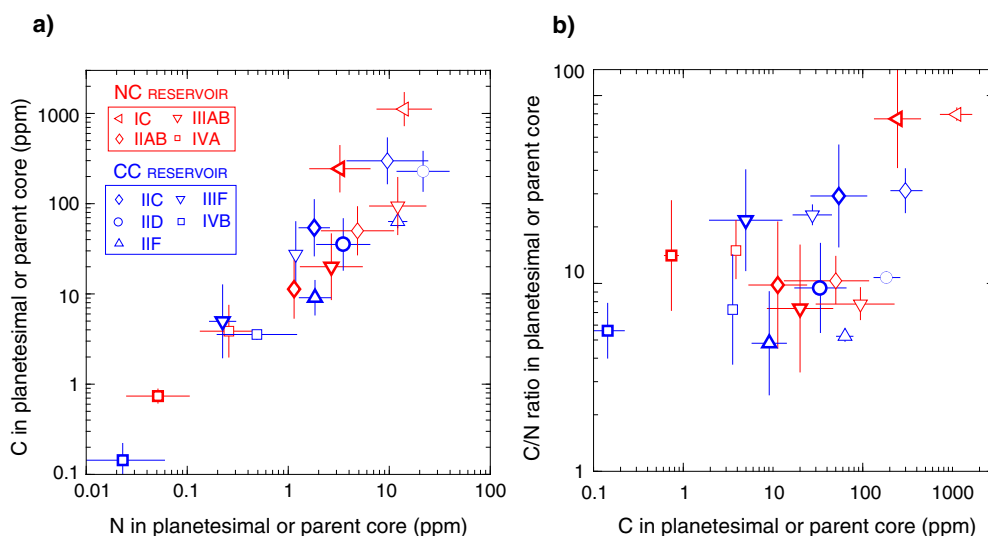 a)
C in planetesimal or parent core (ppm)
1000
100
10
1
0.1
0.01
0.1
1
10
100
N in planetesimal or parent core (ppm)
NC RESERVOIR
IC
IIIAB
IIAB
IVA
CC RESERVOIR
IIC
IIIF
IID
IVB
IIF
b)
C/N ratio in planetesimal or parent core
100
10
1
0.1
1
10
100
1000
C in planetesimal or parent core (ppm)